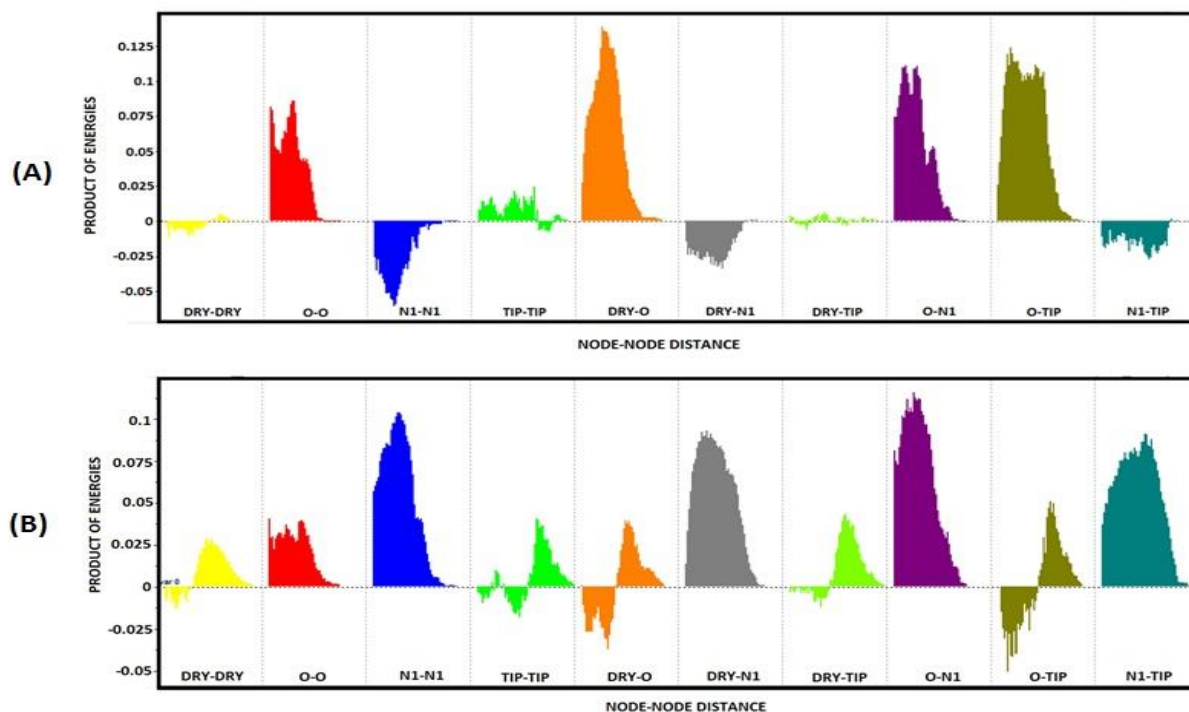 (A)
PRODUCT OF ENERGIES
0.125
0.1
0.075
0.05
0.025
0
-0.025
-0.05
DRY-DRY O-O N1-N1 TIP-TIP DRY-O DRY-N1 DRY-TIP O-N1 O-TIP N1-TIP
NODE-NODE DISTANCE
(B)
PRODUCT OF ENERGIES
0.1
0.075
0.05
0.025
0
-0.025
-0.05
DRY-DRY O-O N1-N1 TIP-TIP DRY-O DRY-N1 DRY-TIP O-N1 O-TIP N1-TIP
NODE-NODE DISTANCE